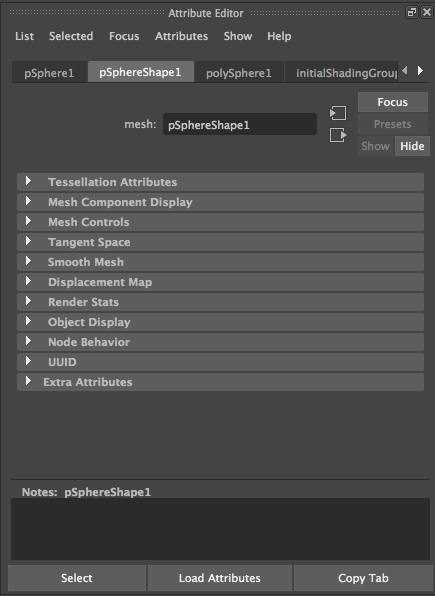 Attribute Editor
List Selected Focus Attributes Show Help
pSphere1 pSphereShape1 polySphere1 initialShadingGroup
Focus
mesh: pSphereShape1
Presets
Show Hide
Tessellation Attributes
Mesh Component Display
Mesh Controls
Tangent Space
Smooth Mesh
Displacement Map
Render Stats
Object Display
Node Behavior
UUID
Extra Attributes
Notes: pSphereShape1
Select Load Attributes Copy Tab